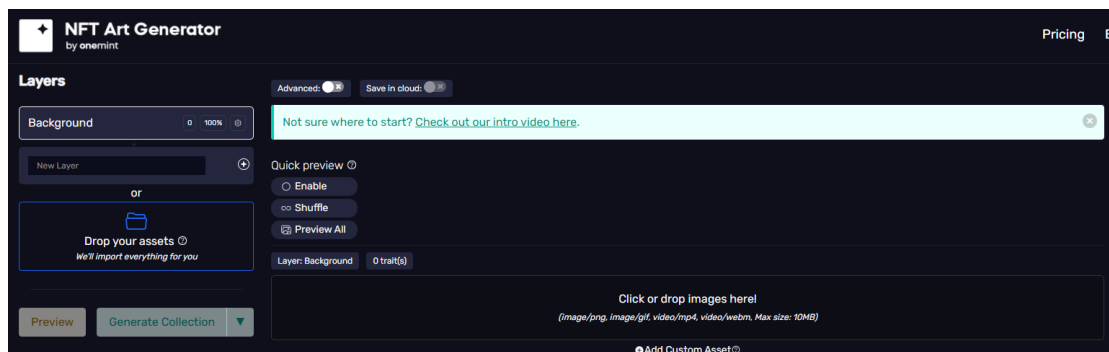 NFT Art Generator
by onemint
Pricing
Layers
Advanced:
Save in cloud:
Background 0 100%
Not sure where to start? Check out our intro video here.
New Layer
Quick preview
Enable
or
Shuffle
Preview All
Drop your assets
We'll import everything for you
Layer: Background 0 trait(s)
Click or drop images here!
(image/png, image/gif, video/mp4, video/webm, Max size: 10MB)
Preview
Generate Collection
Add Custom Asset